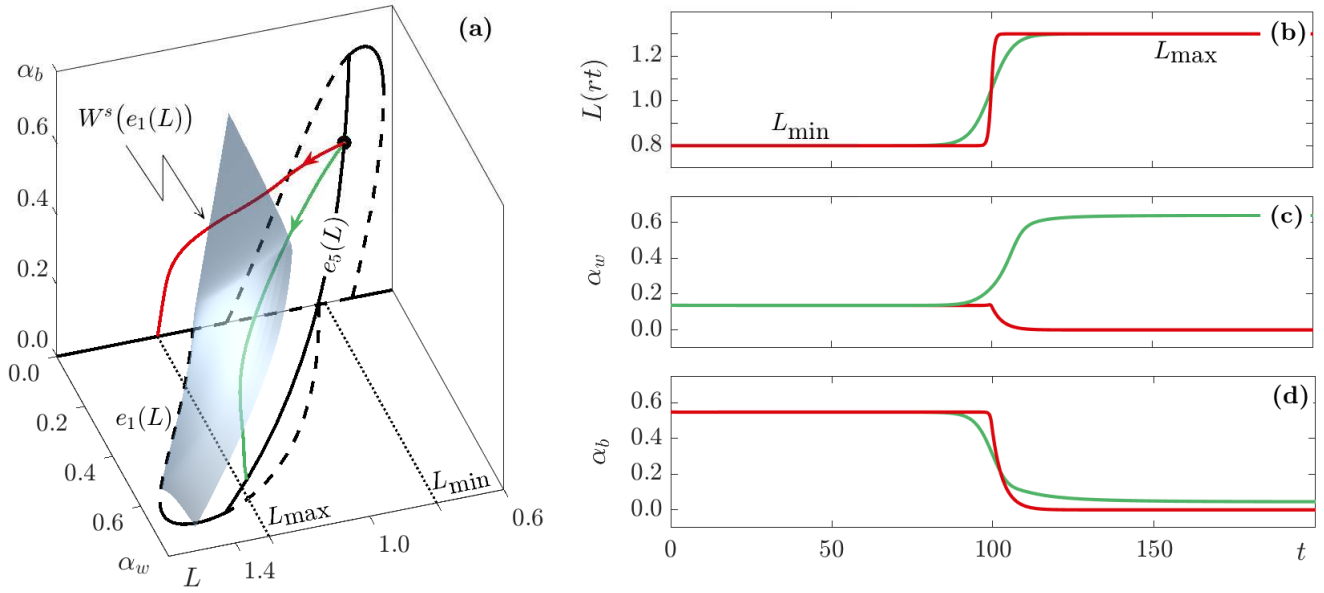 (a)
α_b
0.6
0.4
0.2
0.0
W^s(e_1(L))
e_5(L)
e_1(L)
0.0
0.2
0.4
0.6
α_w
L
1.4
1.0
0.6
L_max
L_min
(b)
L(rt)
1.2
1.0
0.8
L_min
L_max
(c)
α_w
0.6
0.4
0.2
0.0
(d)
α_b
0.6
0.4
0.2
0.0
0
50
100
150
t